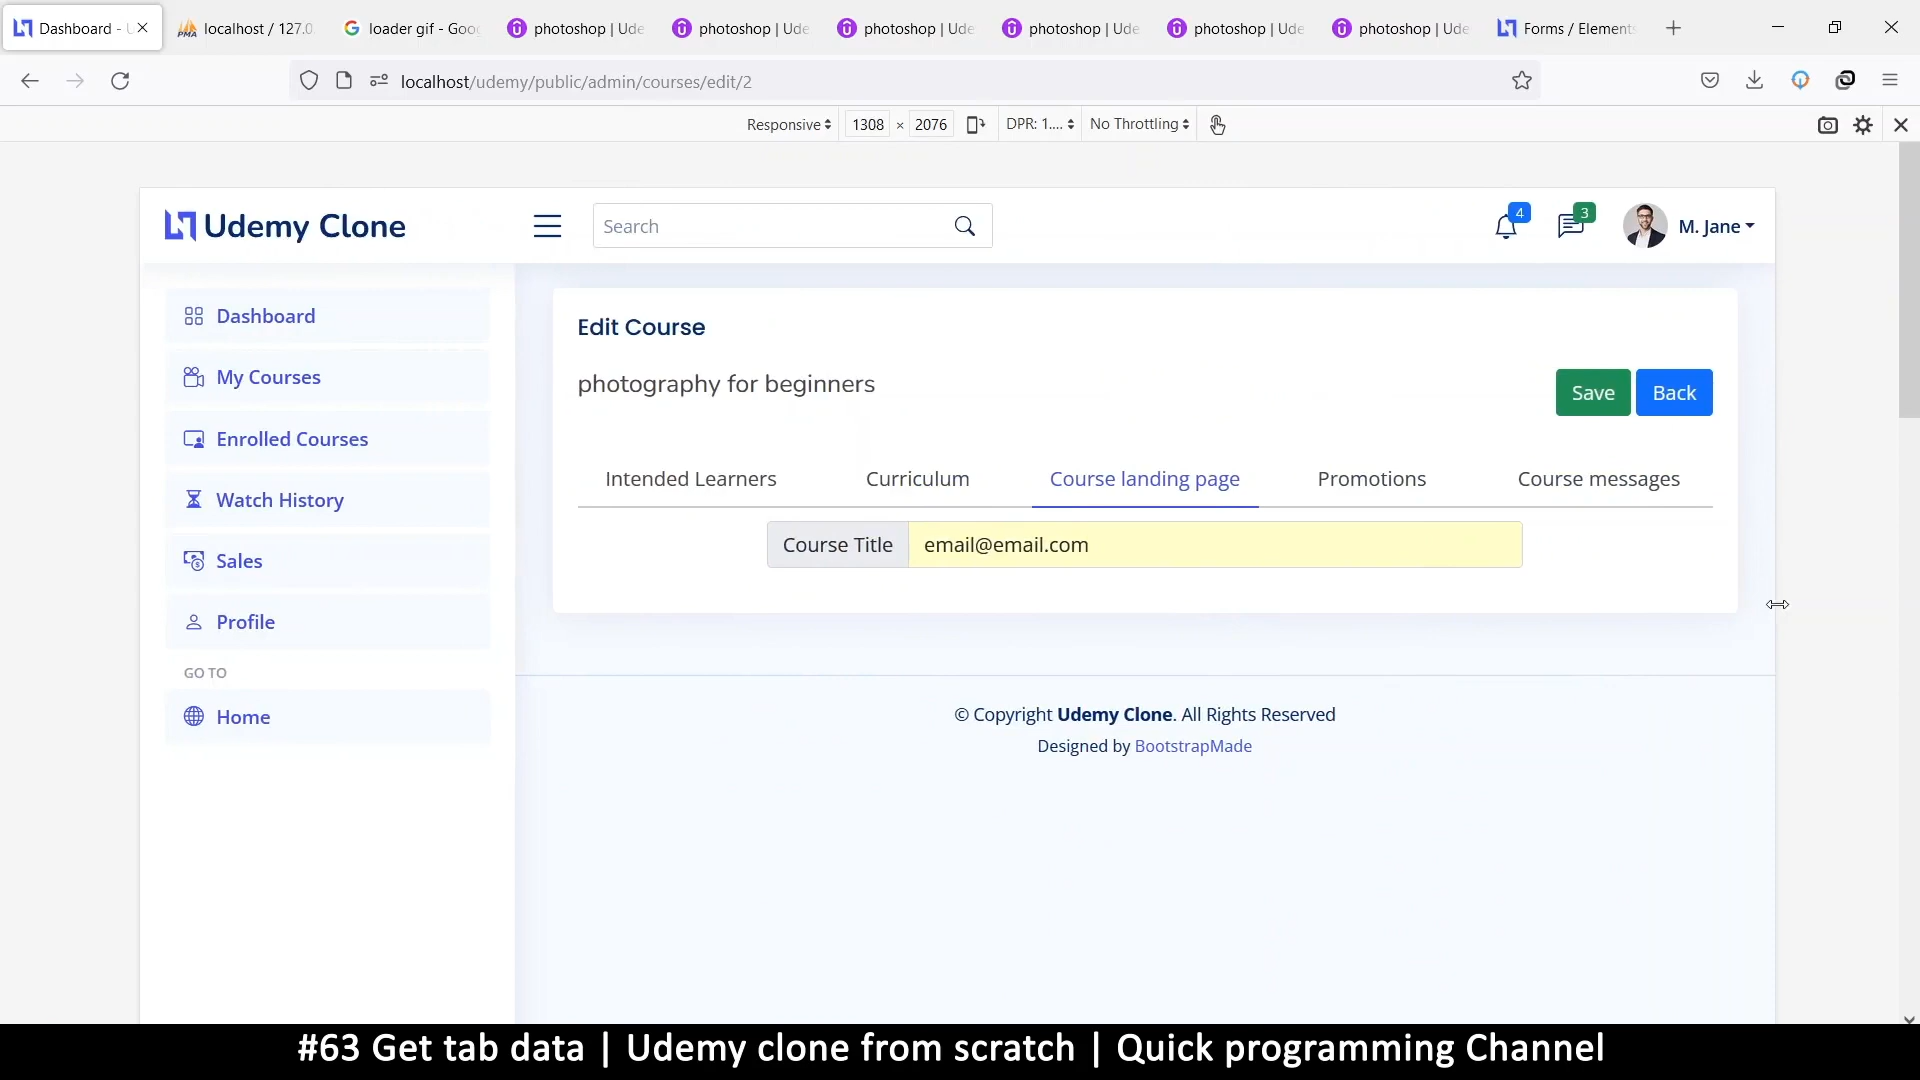 Dashboard - U
localhost / 127.0
loader gif - Goo
photoshop | Ude
photoshop | Ude
photoshop | Ude
photoshop | Ude
photoshop | Ude
photoshop | Ude
Forms / Element
localhost/udemy/public/admin/courses/edit/2
Responsive
1308 × 2076
DPR: 1....
No Throttling
Udemy Clone
Search
4
3
M. Jane
Dashboard
My Courses
Enrolled Courses
Watch History
Sales
Profile
GO TO
Home
Edit Course
photography for beginners
Save
Back
Intended Learners
Curriculum
Course landing page
Promotions
Course messages
Course Title
email@email.com
© Copyright Udemy Clone. All Rights Reserved
Designed by BootstrapMade
#63 Get tab data | Udemy clone from scratch | Quick programming Channel